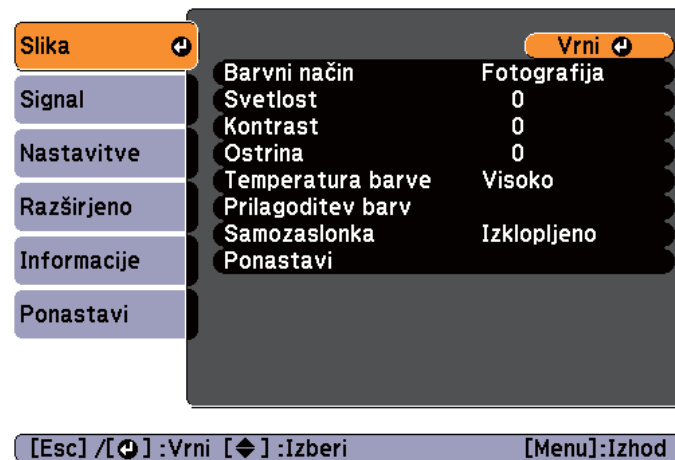 Slika
Signal
Nastavitve
Razširjeno
Informacije
Ponastavi
Vrni
Barvni način Fotografija
Svetlost 0
Kontrast 0
Ostrina 0
Temperatura barve Visoko
Prilagoditev barv
Samozaslonka Izklopljeno
Ponastavi
[Esc] /[⏎] :Vrni [◆] :Izberi [Menu]:Izhod